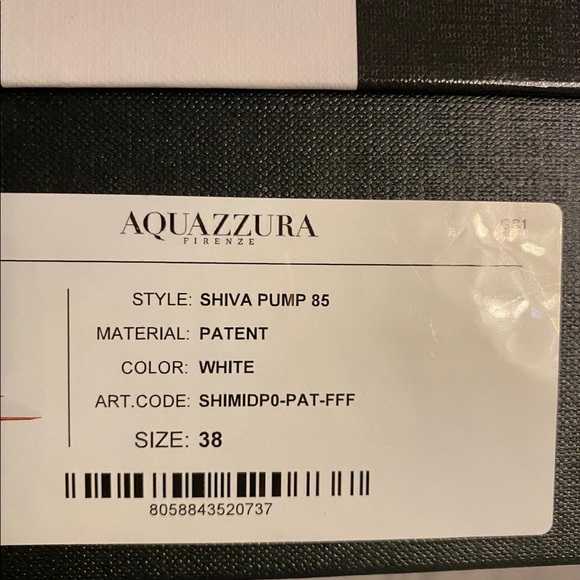 AQUAZZURA
FIRENZE
STYLE: SHIVA PUMP 85
MATERIAL: PATENT
COLOR: WHITE
ART.CODE: SHIMIDP0-PAT-FFF
SIZE: 38
8058843520737